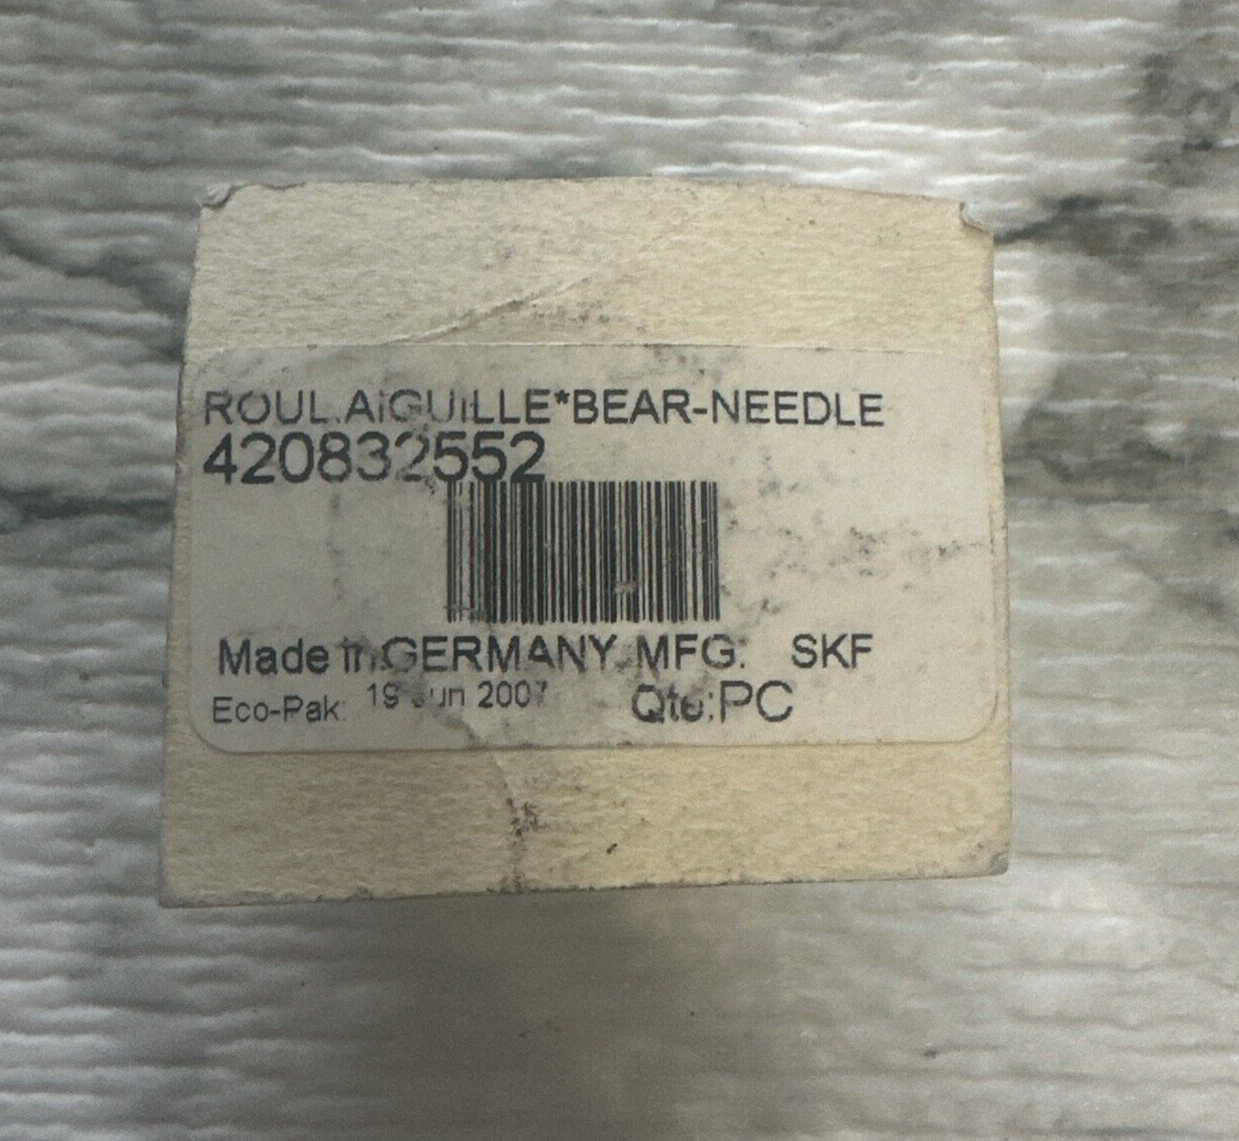 ROUL.AIGUILLE*BEAR-NEEDLE
420832552
Made in GERMANY MFG: SKF
Eco-Pak: 19 Jun 2007 Qte:PC